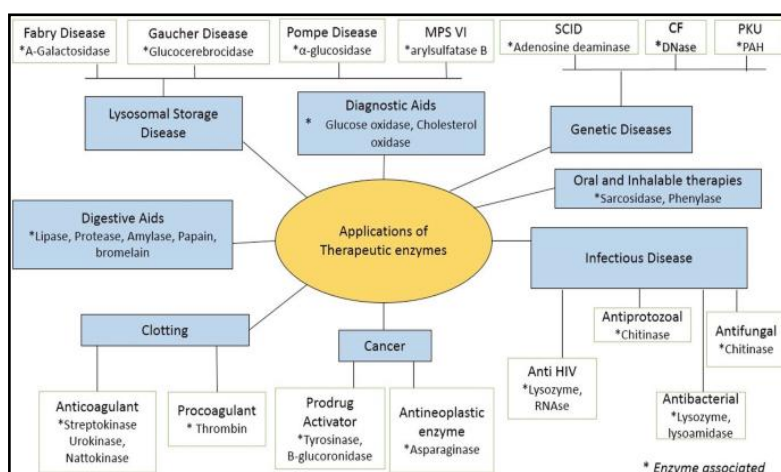 Fabry Disease
*A-Galactosidase
Gaucher Disease
*Glucocerebrocidase
Pompe Disease
*α-glucosidase
MPS VI
*arylsulfatase B
SCID
*Adenosine deaminase
CF
*DNase
PKU
*PAH
Lysosomal Storage
Disease
Diagnostic Aids
* Glucose oxidase, Cholesterol
oxidase
Genetic Diseases
Oral and Inhalable therapies
*Sarcosidase, Phenylase
Digestive Aids
*Lipase, Protease, Amylase, Papain,
bromelain
Applications of
Therapeutic enzymes
Infectious Disease
Antiprotozoal
*Chitinase
Antifungal
*Chitinase
Anti HIV
*Lysozyme,
RNAse
Antibacterial
*Lysozyme,
lysoamidase
Clotting
Cancer
Anticoagulant
*Streptokinase
Urokinase,
Nattokinase
Procoagulant
* Thrombin
Prodrug
Activator
*Tyrosinase,
B-glucoronidase
Antineoplastic
enzyme
*Asparaginase
* Enzyme associated